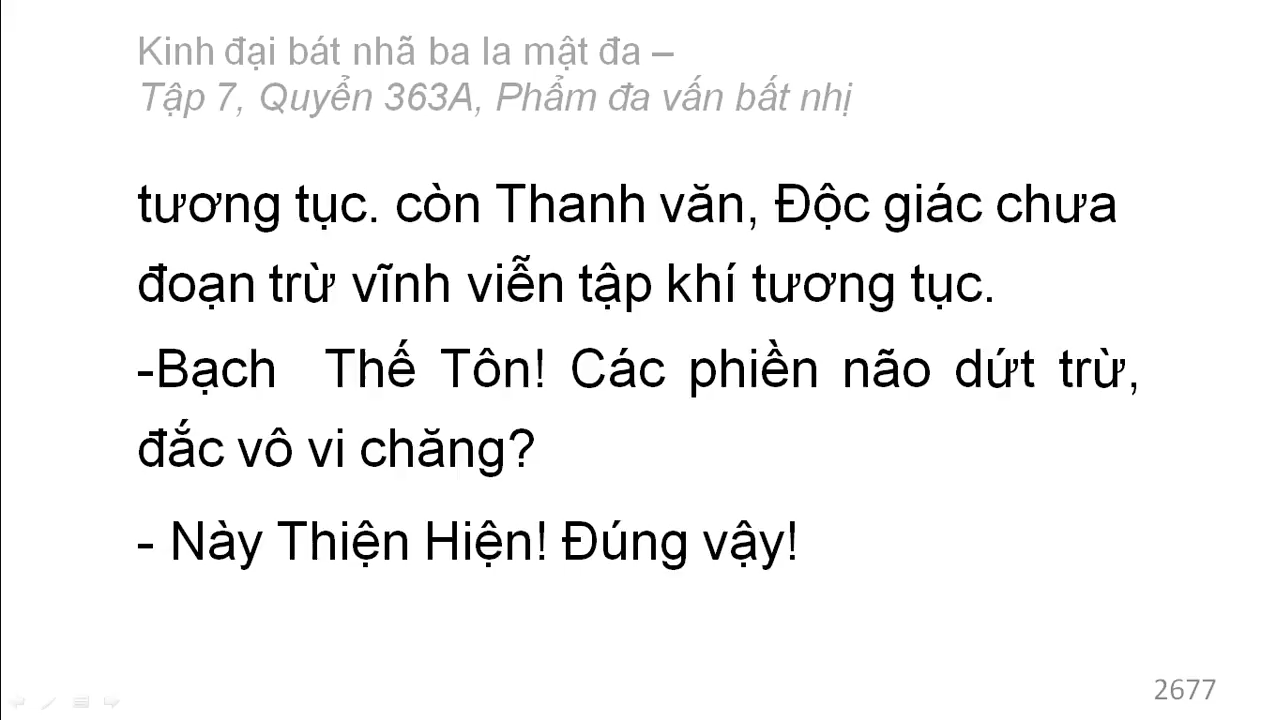 Kinh đại bát nhã ba la mật đa –
Tập 7, Quyển 363A, Phẩm đa vấn bất nhị
tương tục. còn Thanh văn, Độc giác chưa
đoạn trừ vĩnh viễn tập khí tương tục.
-Bạch Thế Tôn! Các phiền não dứt trừ,
đắc vô vi chăng?
- Này Thiện Hiện! Đúng vậy!
2677